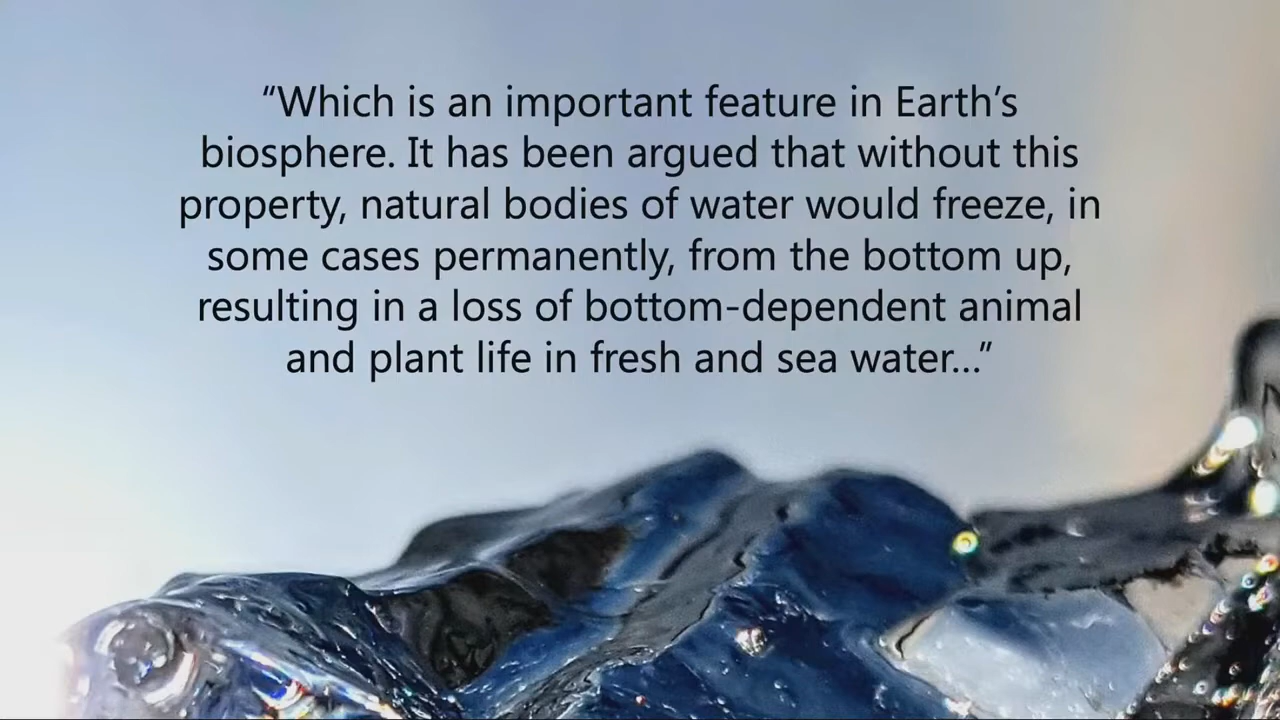 “Which is an important feature in Earth’s
biosphere. It has been argued that without this
property, natural bodies of water would freeze, in
some cases permanently, from the bottom up,
resulting in a loss of bottom-dependent animal
and plant life in fresh and sea water...”